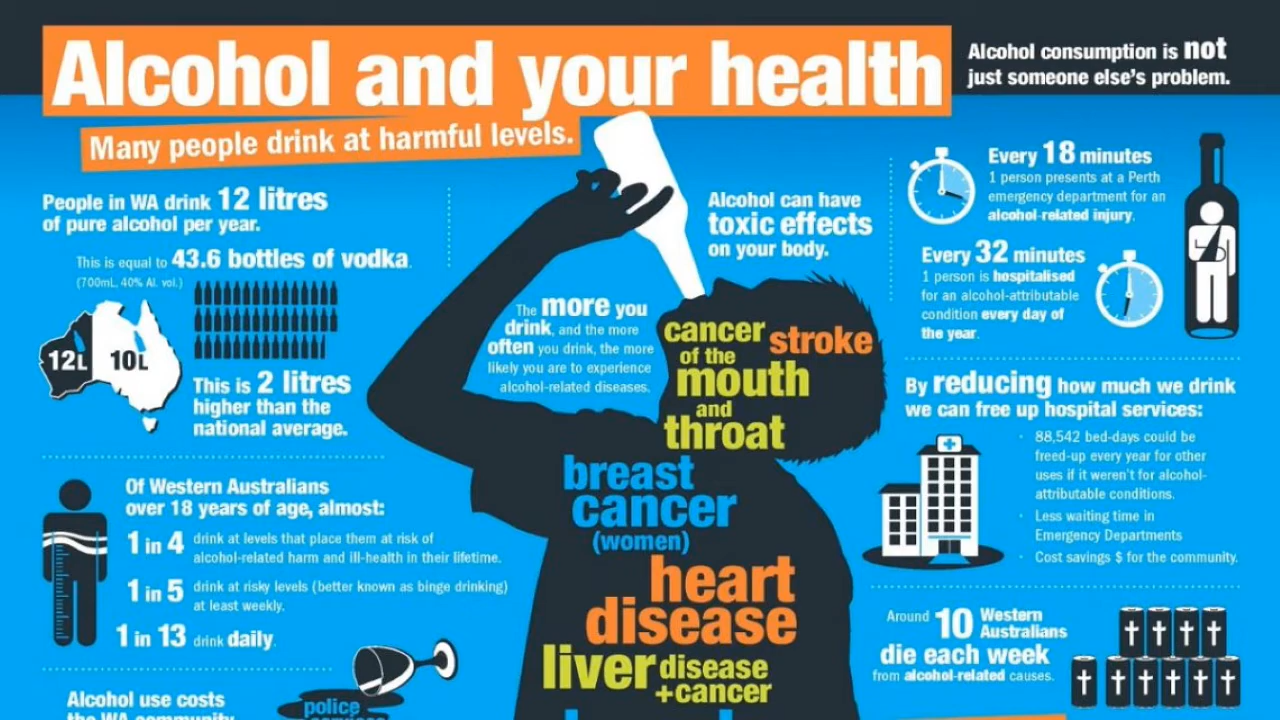 Alcohol and your health
Many people drink at harmful levels.
Alcohol consumption is not
just someone else's problem.
People in WA drink 12 litres
of pure alcohol per year.
This is equal to 43.6 bottles of vodka.
(700mL, 40% Al. vol.)
12L 10L
This is 2 litres
higher than the
national average.
Of Western Australians
over 18 years of age, almost:
1 in 4 drink at levels that place them at risk of
alcohol-related harm and ill-health in their lifetime.
1 in 5 drink at risky levels (better known as binge drinking)
at least weekly.
1 in 13 drink daily.
Alcohol use costs
the WA community
police
Alcohol can have
toxic effects
on your body.
The more you
drink, and the more
often you drink, the more
likely you are to experience
alcohol-related diseases.
cancer
of the
mouth
and
throat
stroke
breast
cancer
(women)
heart
disease
liver disease
+cancer
Every 18 minutes
1 person presents at a Perth
emergency department for an
alcohol-related injury.
Every 32 minutes
1 person is hospitalised
for an alcohol-attributable
condition every day of
the year.
By reducing how much we drink
we can free up hospital services:
· 88,542 bed-days could be
freed-up every year for other
uses if it weren't for alcohol-
attributable conditions.
· Less waiting time in
Emergency Departments
· Cost savings $ for the community.
Around 10 Western
Australians
die each week
from alcohol-related causes.